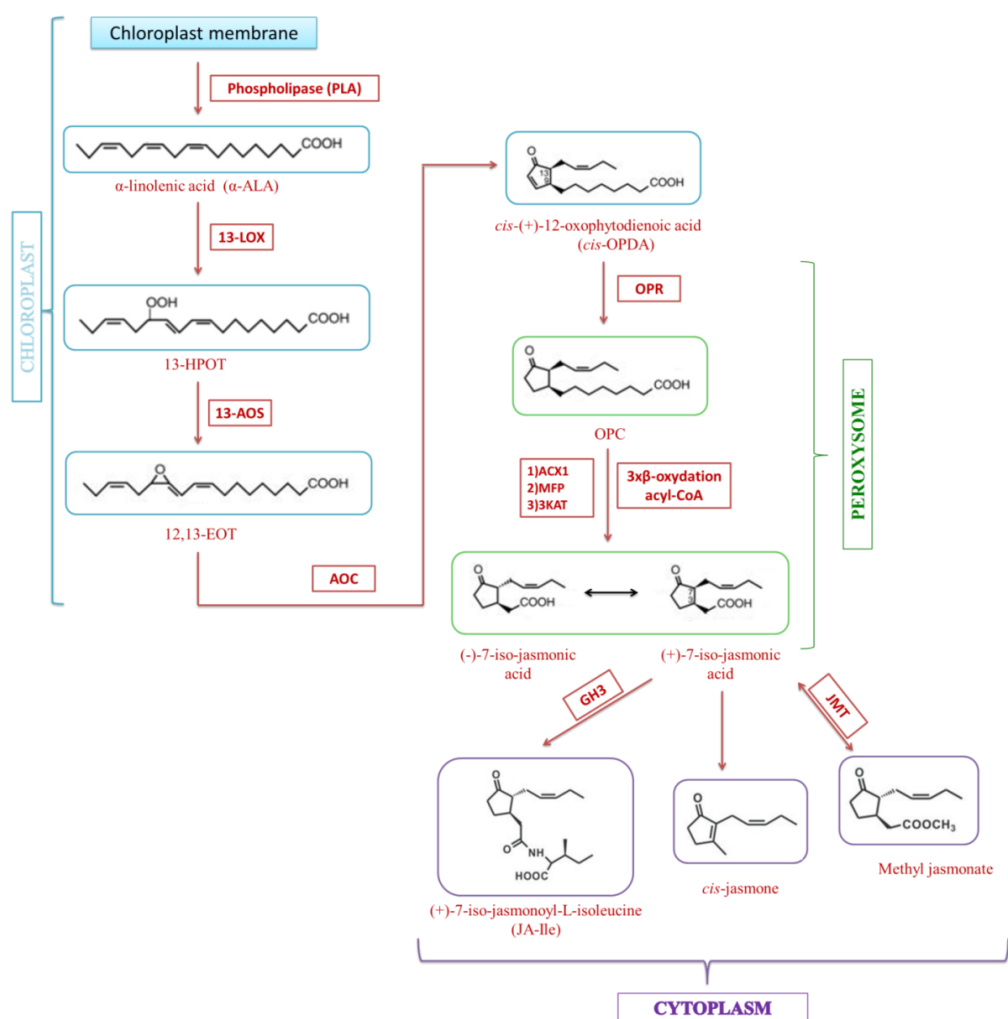 Chloroplast membrane
Phospholipase (PLA)
COOH
α-linolenic acid (α-ALA)
13-LOX
OOH
COOH
13-HPOT
13-AOS
O
COOH
12,13-EOT
AOC
CHLOROPLAST
O
13
9
COOH
cis-(+)-12-oxophytodienoic acid
(cis-OPDA)
OPR
O
COOH
OPC
1)ACX1
2)MFP
3)3KAT
3xβ-oxydation
acyl-CoA
O
COOH
O
COOH
(-)-7-iso-jasmonic
acid
(+)-7-iso-jasmonic
acid
PEROXYSOME
GH3
JMT
O
O
NH
HOOC
(+)-7-iso-jasmonoyl-L-isoleucine
(JA-Ile)
O
cis-jasmone
O
COOCH3
Methyl jasmonate
CYTOPLASM